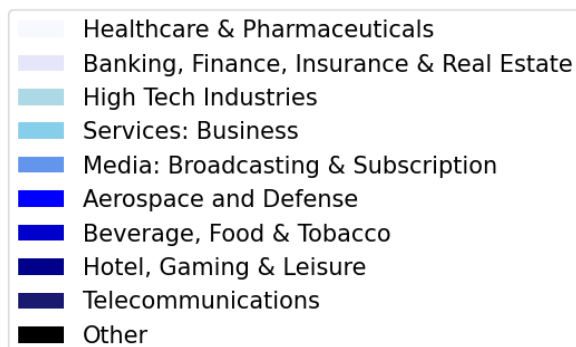 Healthcare & Pharmaceuticals
Banking, Finance, Insurance & Real Estate
High Tech Industries
Services: Business
Media: Broadcasting & Subscription
Aerospace and Defense
Beverage, Food & Tobacco
Hotel, Gaming & Leisure
Telecommunications
Other